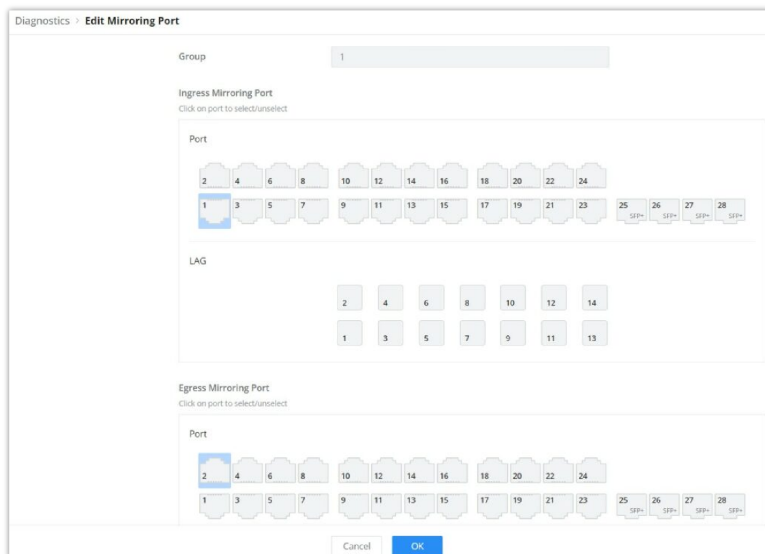 Diagnostics > Edit Mirroring Port
Group 1
Ingress Mirroring Port
Click on port to select/unselect
Port
2 4 6 8 10 12 14 16 18 20 22 24
1 3 5 7 9 11 13 15 17 19 21 23 25 26 27 28
SFP+ SFP+ SFP+ SFP+
LAG
2 4 6 8 10 12 14
1 3 5 7 9 11 13
Egress Mirroring Port
Click on port to select/unselect
Port
2 4 6 8 10 12 14 16 18 20 22 24
1 3 5 7 9 11 13 15 17 19 21 23 25 26 27 28
SFP+ SFP+ SFP+ SFP+
Cancel OK